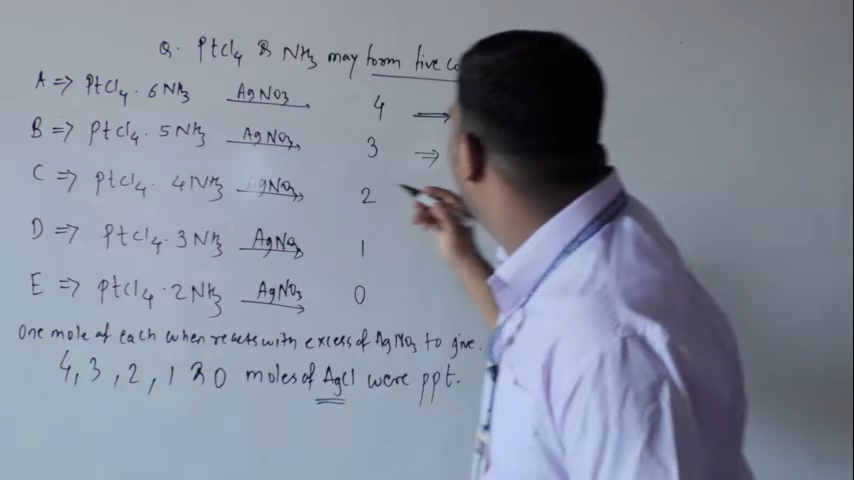 Q. PtCl4 & NH3 may form five co
A => PtCl4. 6NH3 AgNO3 4 =>
B => PtCl4. 5NH3 AgNO3 3 =>
C => PtCl4. 4NH3 AgNO3 2
D => PtCl4. 3NH3 AgNO3 1
E => PtCl4. 2NH3 AgNO3 0
One mole of each when reacts with excess of AgNO3 to give.
4, 3, 2, 1 & 0 moles of AgCl were ppt.